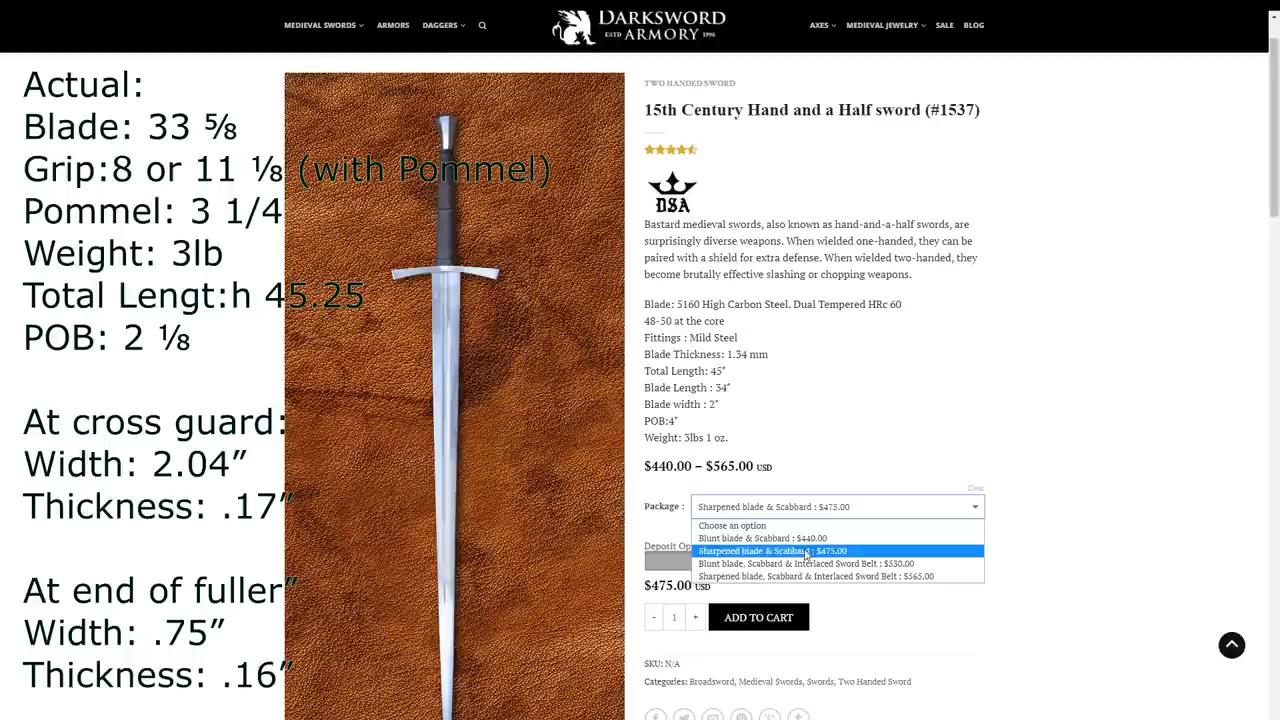 MEDIEVAL SWORDS
ARMORS
DAGGERS
DARKSWORD
ARMORY
ESTD
1996
AXES
MEDIEVAL JEWELRY
SALE
BLOG
Actual:
Blade: 33 ⅝
Grip:8 or 11 ⅛ (with Pommel)
Pommel: 3 1/4
Weight: 3lb
Total Lengt:h 45.25
POB: 2 ⅛
At cross guard:
Width: 2.04”
Thickness: .17”
At end of fuller”
Width: .75”
Thickness: .16”
TWO HANDED SWORD
15th Century Hand and a Half sword (#1537)
DSA
Bastard medieval swords, also known as hand-and-a-half swords, are
surprisingly diverse weapons. When wielded one-handed, they can be
paired with a shield for extra defense. When wielded two-handed, they
become brutally effective slashing or chopping weapons.
Blade: 5160 High Carbon Steel. Dual Tempered HRc 60
48-50 at the core
Fittings : Mild Steel
Blade Thickness: 1.34 mm
Total Length: 45"
Blade Length : 34"
Blade width : 2"
POB:4"
Weight: 3lbs 1 oz.
$440.00 – $565.00 USD
Clear
Package : Sharpened blade & Scabbard : $475.00
Choose an option
Blunt blade & Scabbard : $440.00
Deposit Op
Sharpened blade & Scabbard : $475.00
Blunt blade, Scabbard & Interlaced Sword Belt : $530.00
Sharpened blade, Scabbard & Interlaced Sword Belt : $565.00
$475.00 USD
- 1 + ADD TO CART
SKU: N/A
Categories: Broadsword, Medieval Swords, Swords, Two Handed Sword